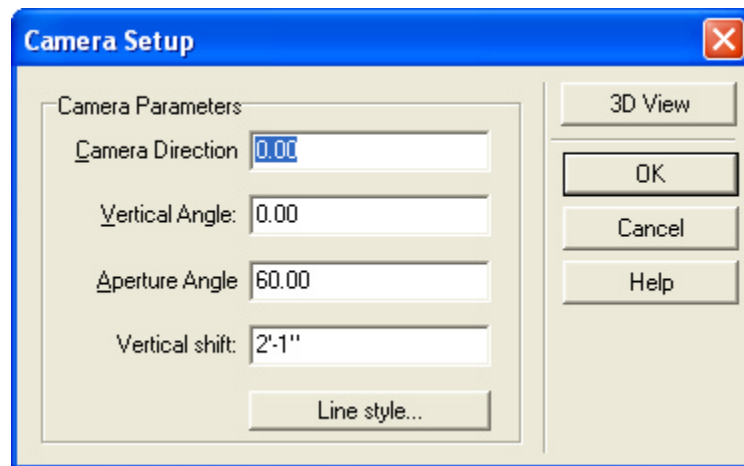 Camera Setup
Camera Parameters
Camera Direction 0.00
Vertical Angle: 0.00
Aperture Angle 60.00
Vertical shift: 2'-1"
Line style...
3D View
OK
Cancel
Help